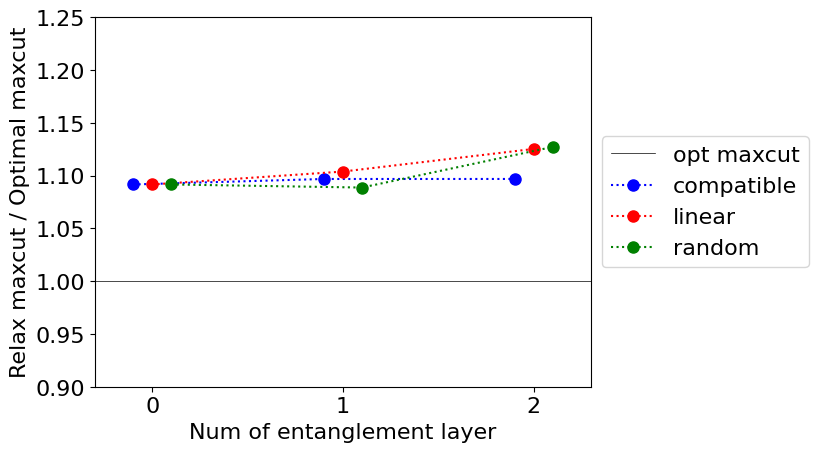 Relax maxcut / Optimal maxcut
1.25
1.20
1.15
1.10
1.05
1.00
0.95
0.90
0
1
2
Num of entanglement layer
opt maxcut
compatible
linear
random